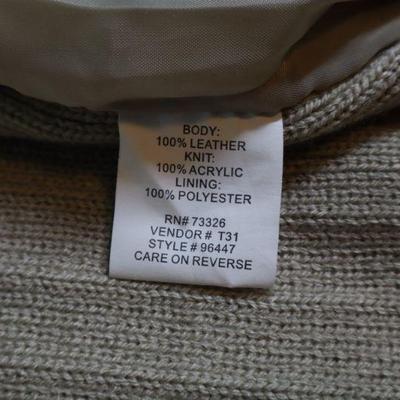 BODY:
100% LEATHER
KNIT:
100% ACRYLIC
LINING:
100% POLYESTER
RN# 73326
VENDOR # T31
STYLE # 96447
CARE ON REVERSE